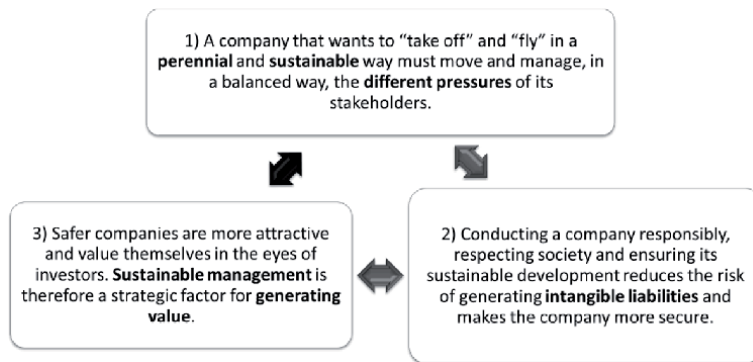 1) A company that wants to “take off” and “fly” in a
perennial and sustainable way must move and manage, in
a balanced way, the different pressures of its
stakeholders.
3) Safer companies are more attractive
and value themselves in the eyes of
investors. Sustainable management is
therefore a strategic factor for generating
value.
2) Conducting a company responsibly,
respecting society and ensuring its
sustainable development reduces the risk
of generating intangible liabilities and
makes the company more secure.